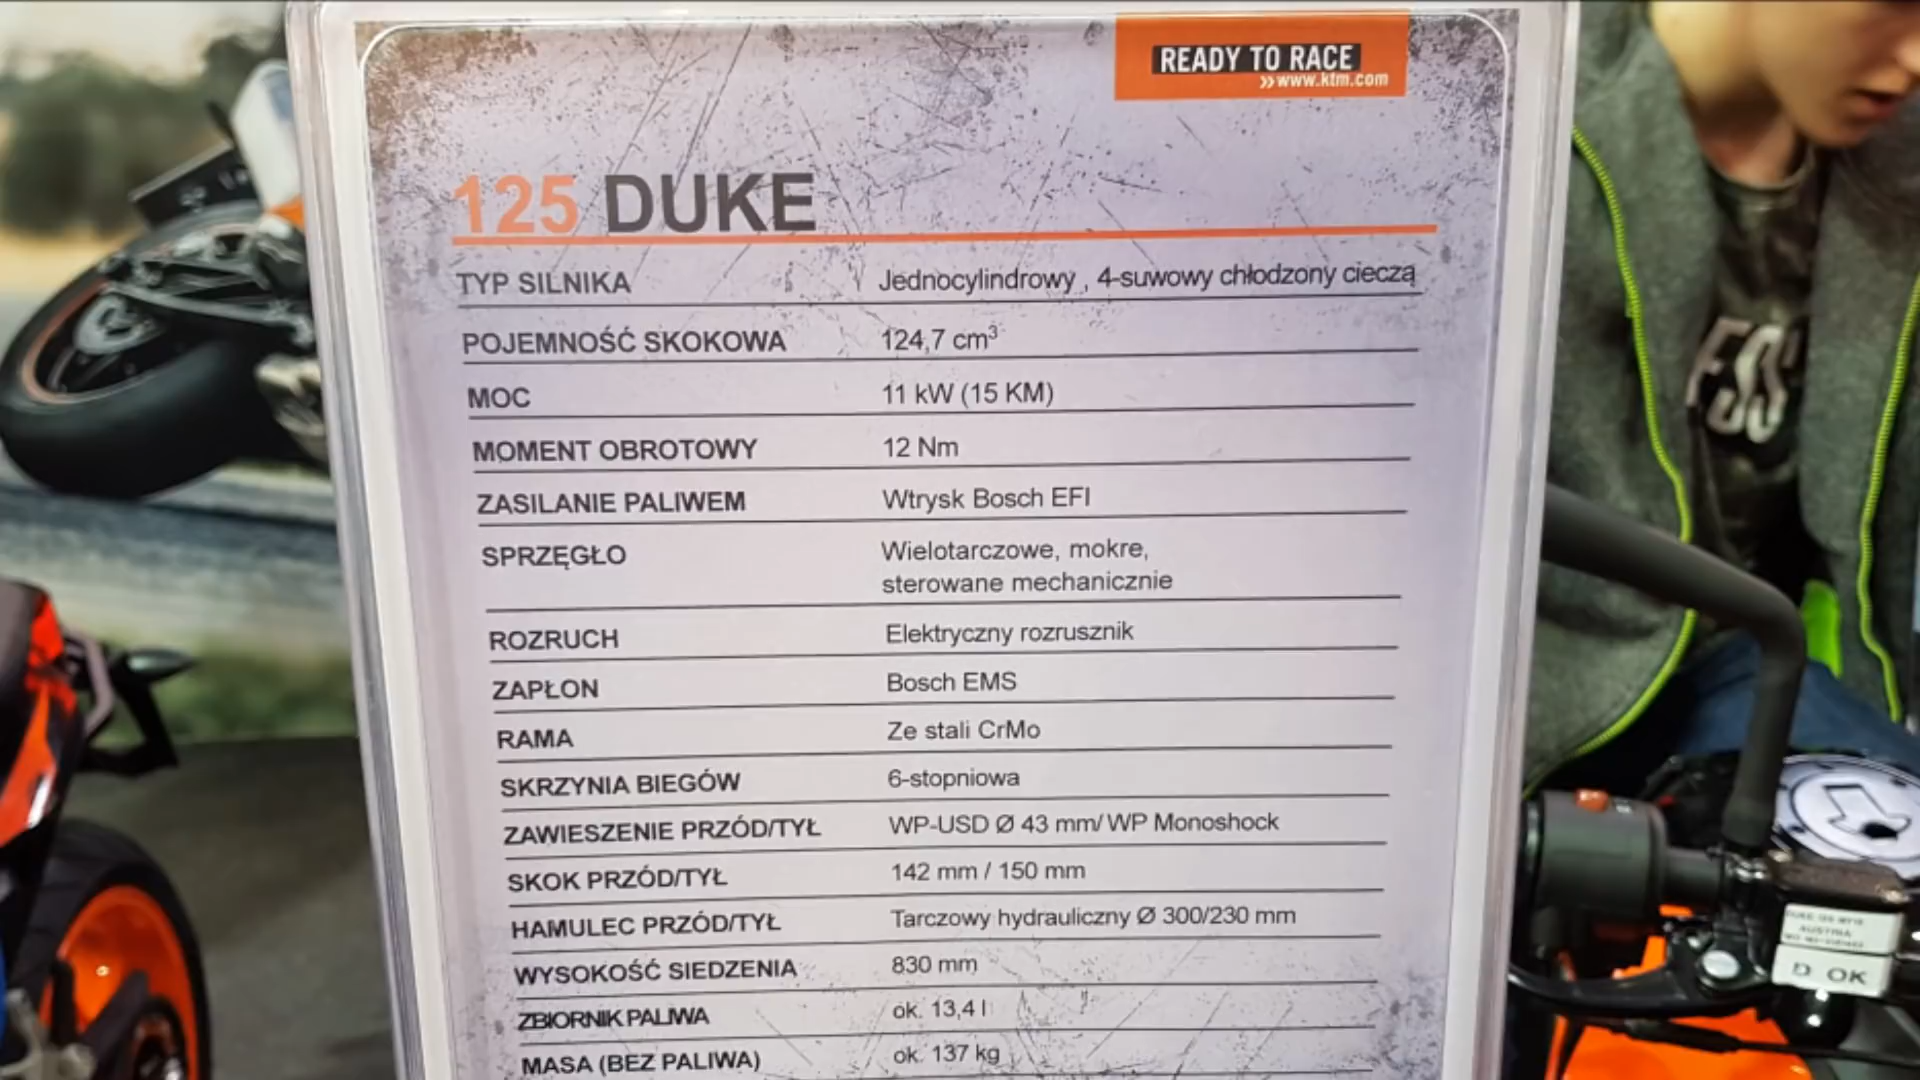 READY TO RACE
»www.ktm.com
125 DUKE
TYP SILNIKA Jednocylindrowy , 4-suwowy chłodzony cieczą
POJEMNOŚĆ SKOKOWA 124,7 cm³
MOC 11 kW (15 KM)
MOMENT OBROTOWY 12 Nm
ZASILANIE PALIWEM Wtrysk Bosch EFI
SPRZĘGŁO Wielotarczowe, mokre,
sterowane mechanicznie
ROZRUCH Elektryczny rozrusznik
ZAPŁON Bosch EMS
RAMA Ze stali CrMo
SKRZYNIA BIEGÓW 6-stopniowa
ZAWIESZENIE PRZÓD/TYŁ WP-USD Ø 43 mm/ WP Monoshock
SKOK PRZÓD/TYŁ 142 mm / 150 mm
HAMULEC PRZÓD/TYŁ Tarczowy hydrauliczny Ø 300/230 mm
WYSOKOŚĆ SIEDZENIA 830 mm
ZBIORNIK PALIWA ok. 13,4 l
MASA (BEZ PALIWA) ok. 137 kg
AUSTRIA
D OK